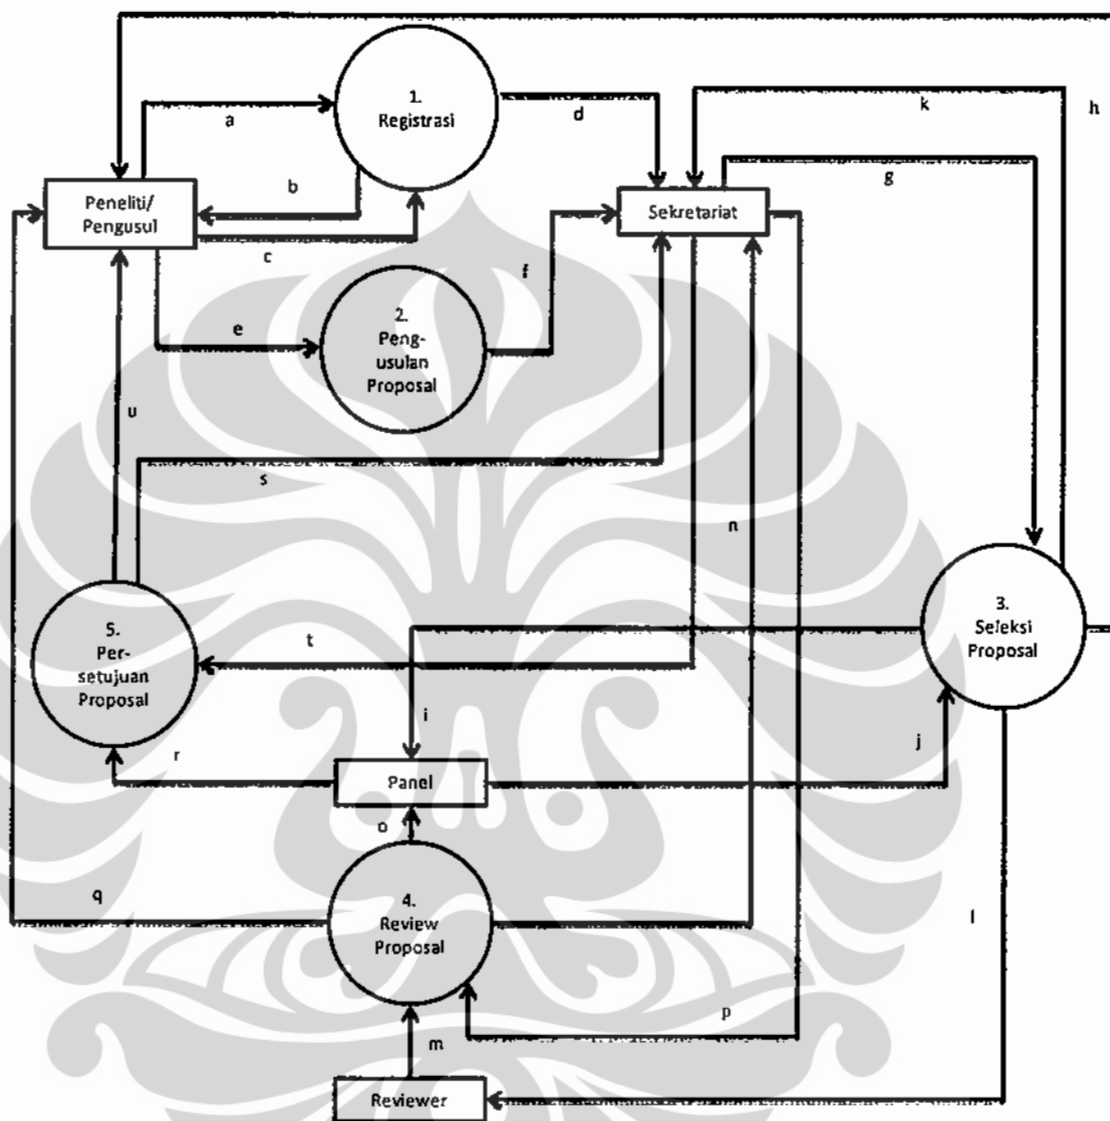 h
k
1.
Registrasi
a
d
g
b
Peneliti/
Pengusul
Sekretariat
c
f
2.
Peng-
usulan
Proposal
e
u
s
n
3.
Seleksi
Proposal
5.
Per-
setujuan
Proposal
t
i
j
r
Panel
o
q
4.
Review
Proposal
l
p
m
Reviewer